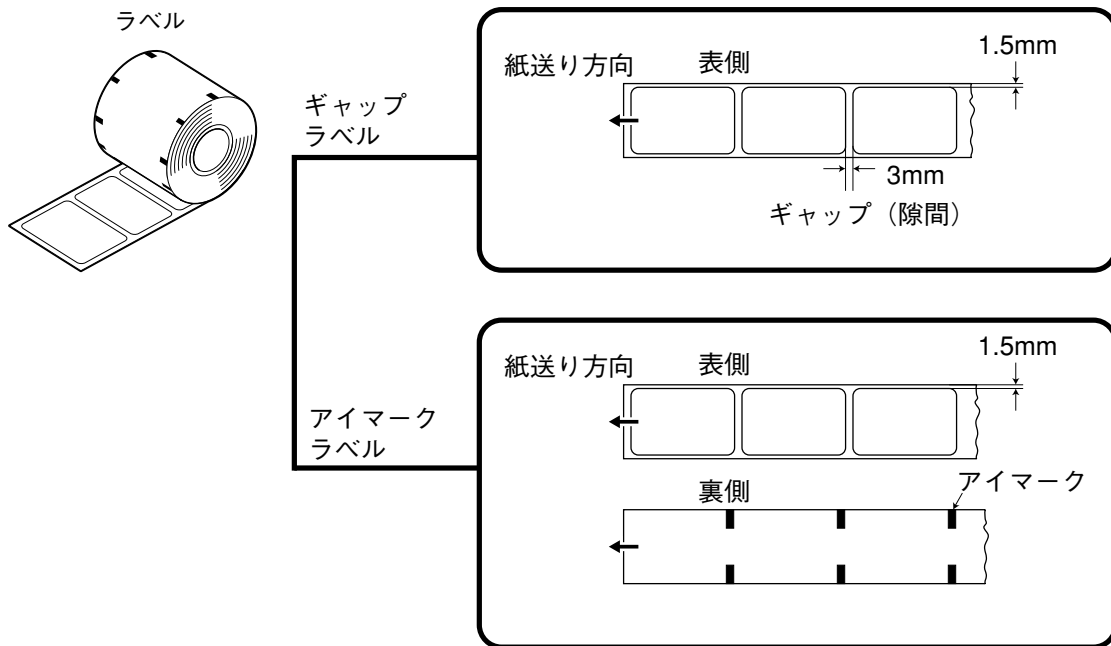 ラベル
ギャップ
ラベル
紙送り方向
表側
1.5mm
3mm
ギャップ（隙間）
アイマーク
ラベル
紙送り方向
表側
1.5mm
裏側
アイマーク